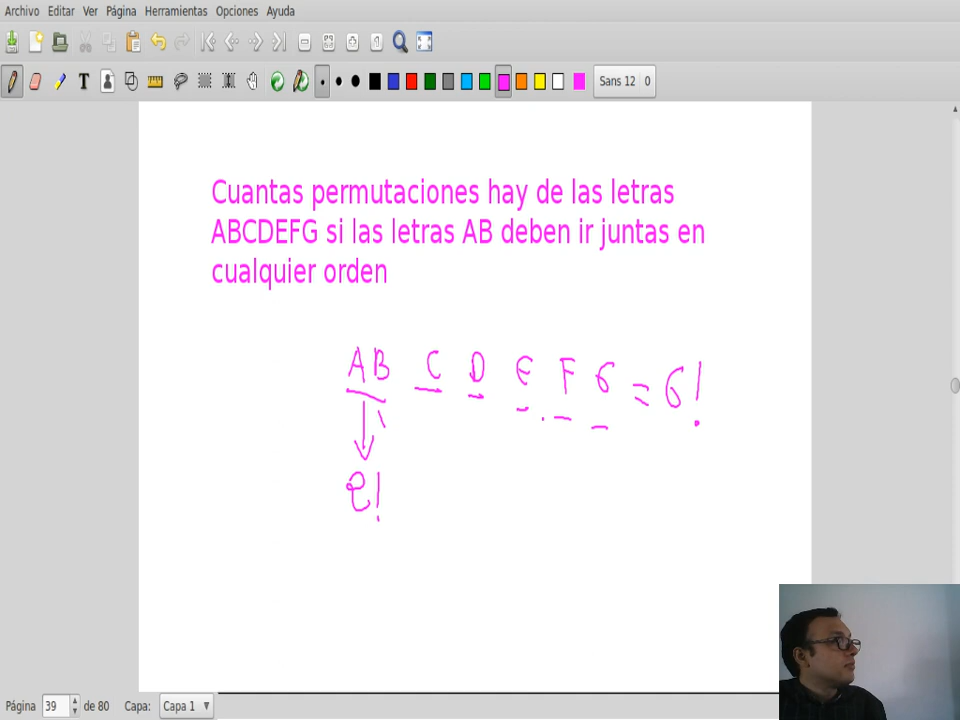 Archivo Editar Ver Página Herramientas Opciones Ayuda
T Sans 12 0
Cuantas permutaciones hay de las letras
ABCDEFG si las letras AB deben ir juntas en
cualquier orden
AB C D E F G = 6!
2!
Página 39 de 80 Capa: Capa 1